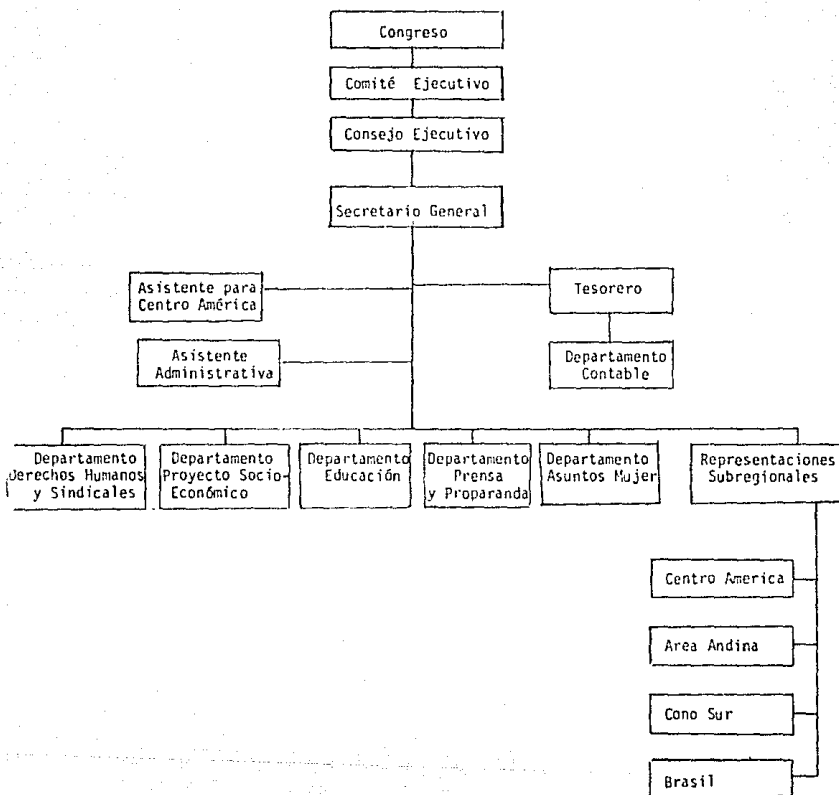 Congreso
Comité Ejecutivo
Consejo Ejecutivo
Secretario General
Asistente para
Centro América
Tesorero
Asistente
Administrativa
Departamento
Contable
Departamento
Derechos Humanos
y Sindicales
Departamento
Proyecto Socio-
Económico
Departamento
Educación
Departamento
Prensa
y Proparanda
Departamento
Asuntos Mujer
Representaciones
Subregionales
Centro America
Area Andina
Cono Sur
Brasil